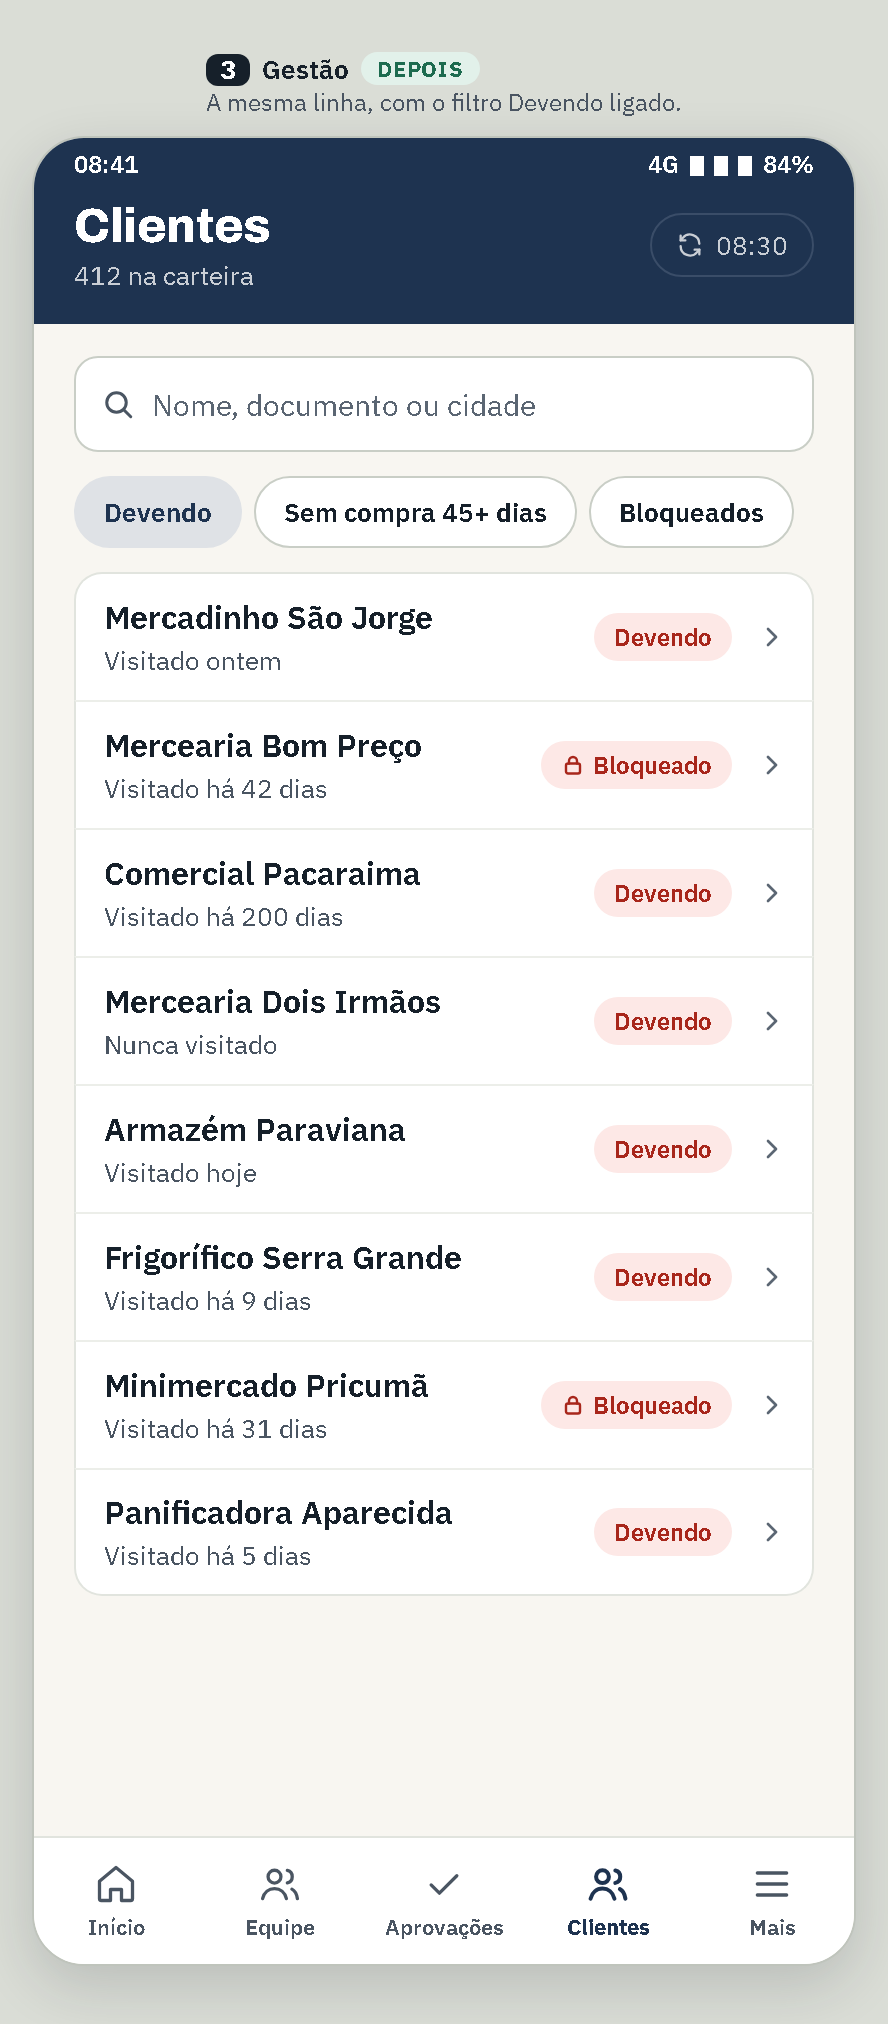 3 Gestão DEPOIS
A mesma linha, com o filtro Devendo ligado.
08:41 4G 84%
Clientes
412 na carteira
08:30
Nome, documento ou cidade
Devendo Sem compra 45+ dias Bloqueados
Mercadinho São Jorge
Visitado ontem
Devendo
Mercearia Bom Preço
Visitado há 42 dias
Bloqueado
Comercial Pacaraima
Visitado há 200 dias
Devendo
Mercearia Dois Irmãos
Nunca visitado
Devendo
Armazém Paraviana
Visitado hoje
Devendo
Frigorífico Serra Grande
Visitado há 9 dias
Devendo
Minimercado Pricumã
Visitado há 31 dias
Bloqueado
Panificadora Aparecida
Visitado há 5 dias
Devendo
Início Equipe Aprovações Clientes Mais